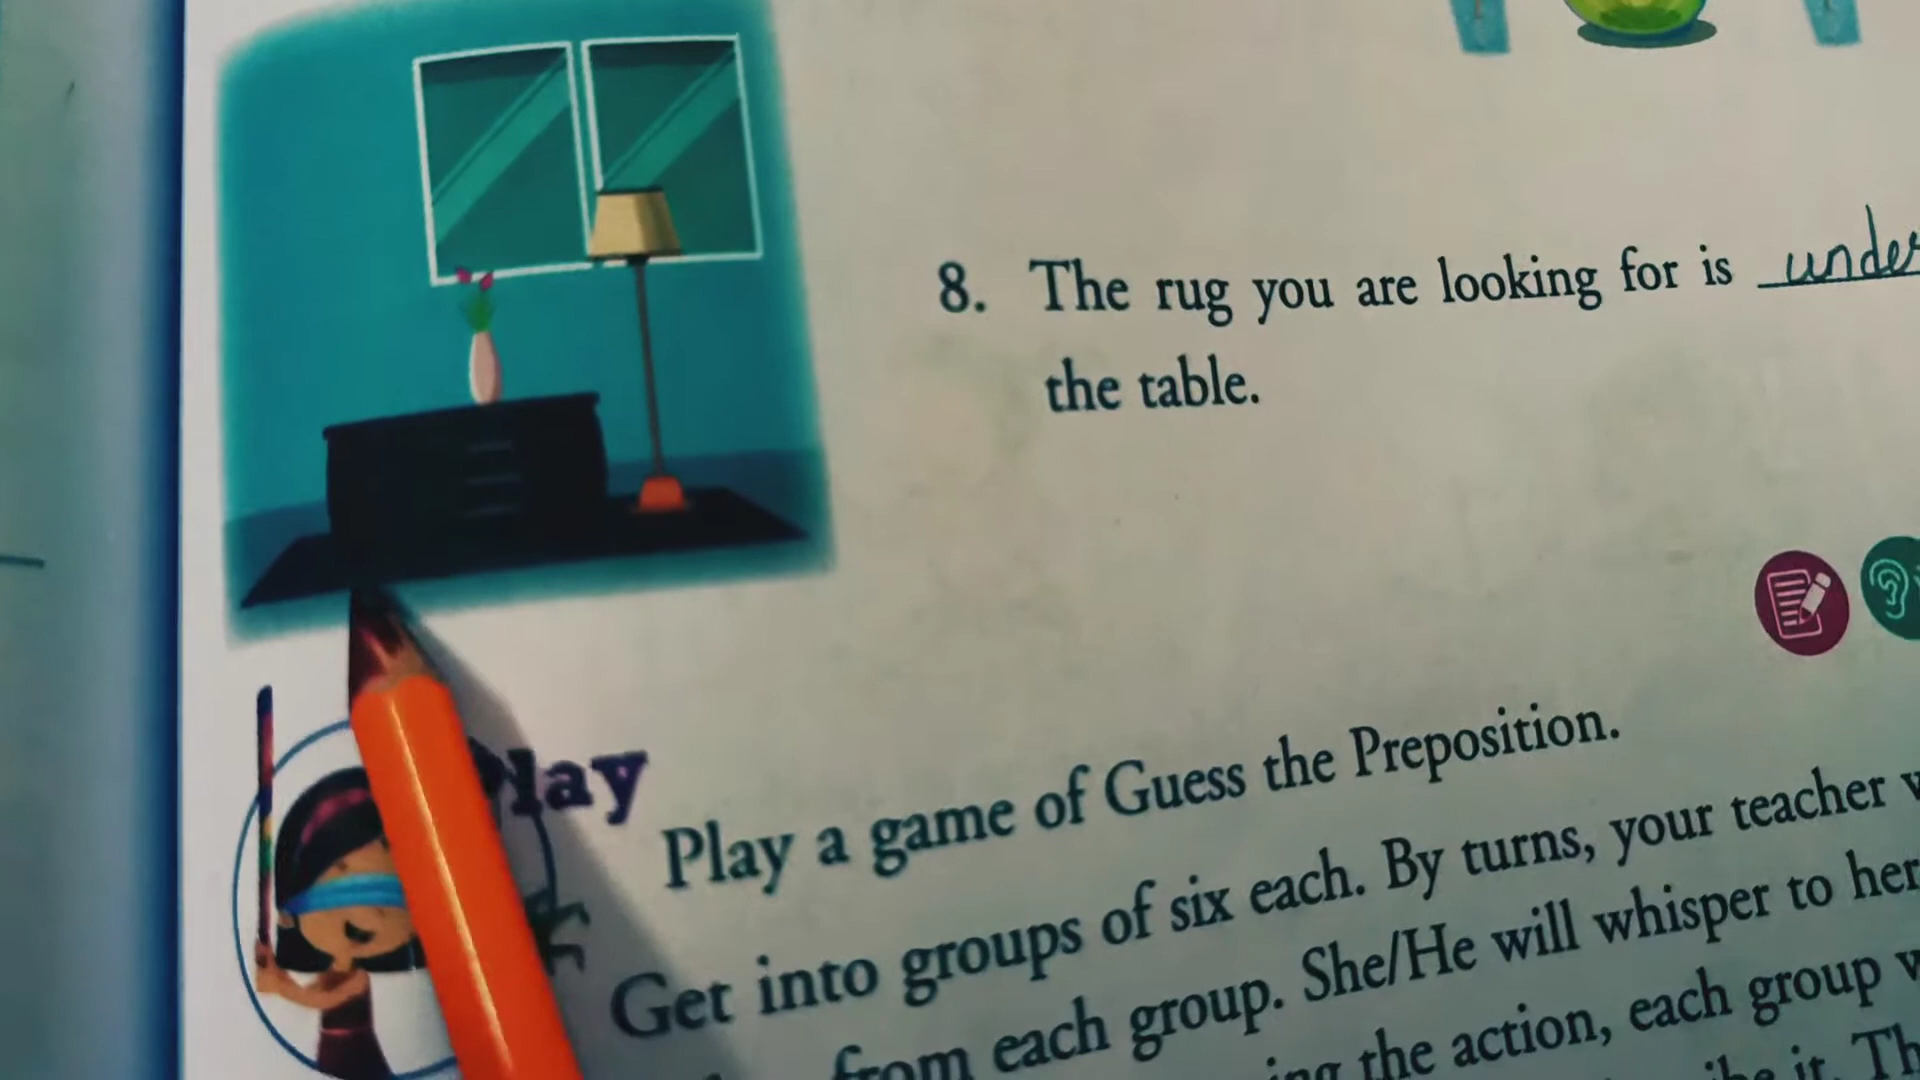 8. The rug you are looking for is under
the table.
Play
Play a game of Guess the Preposition.
Get into groups of six each. By turns, your teacher
from each group. She/He will whisper to her
the action, each group
it.